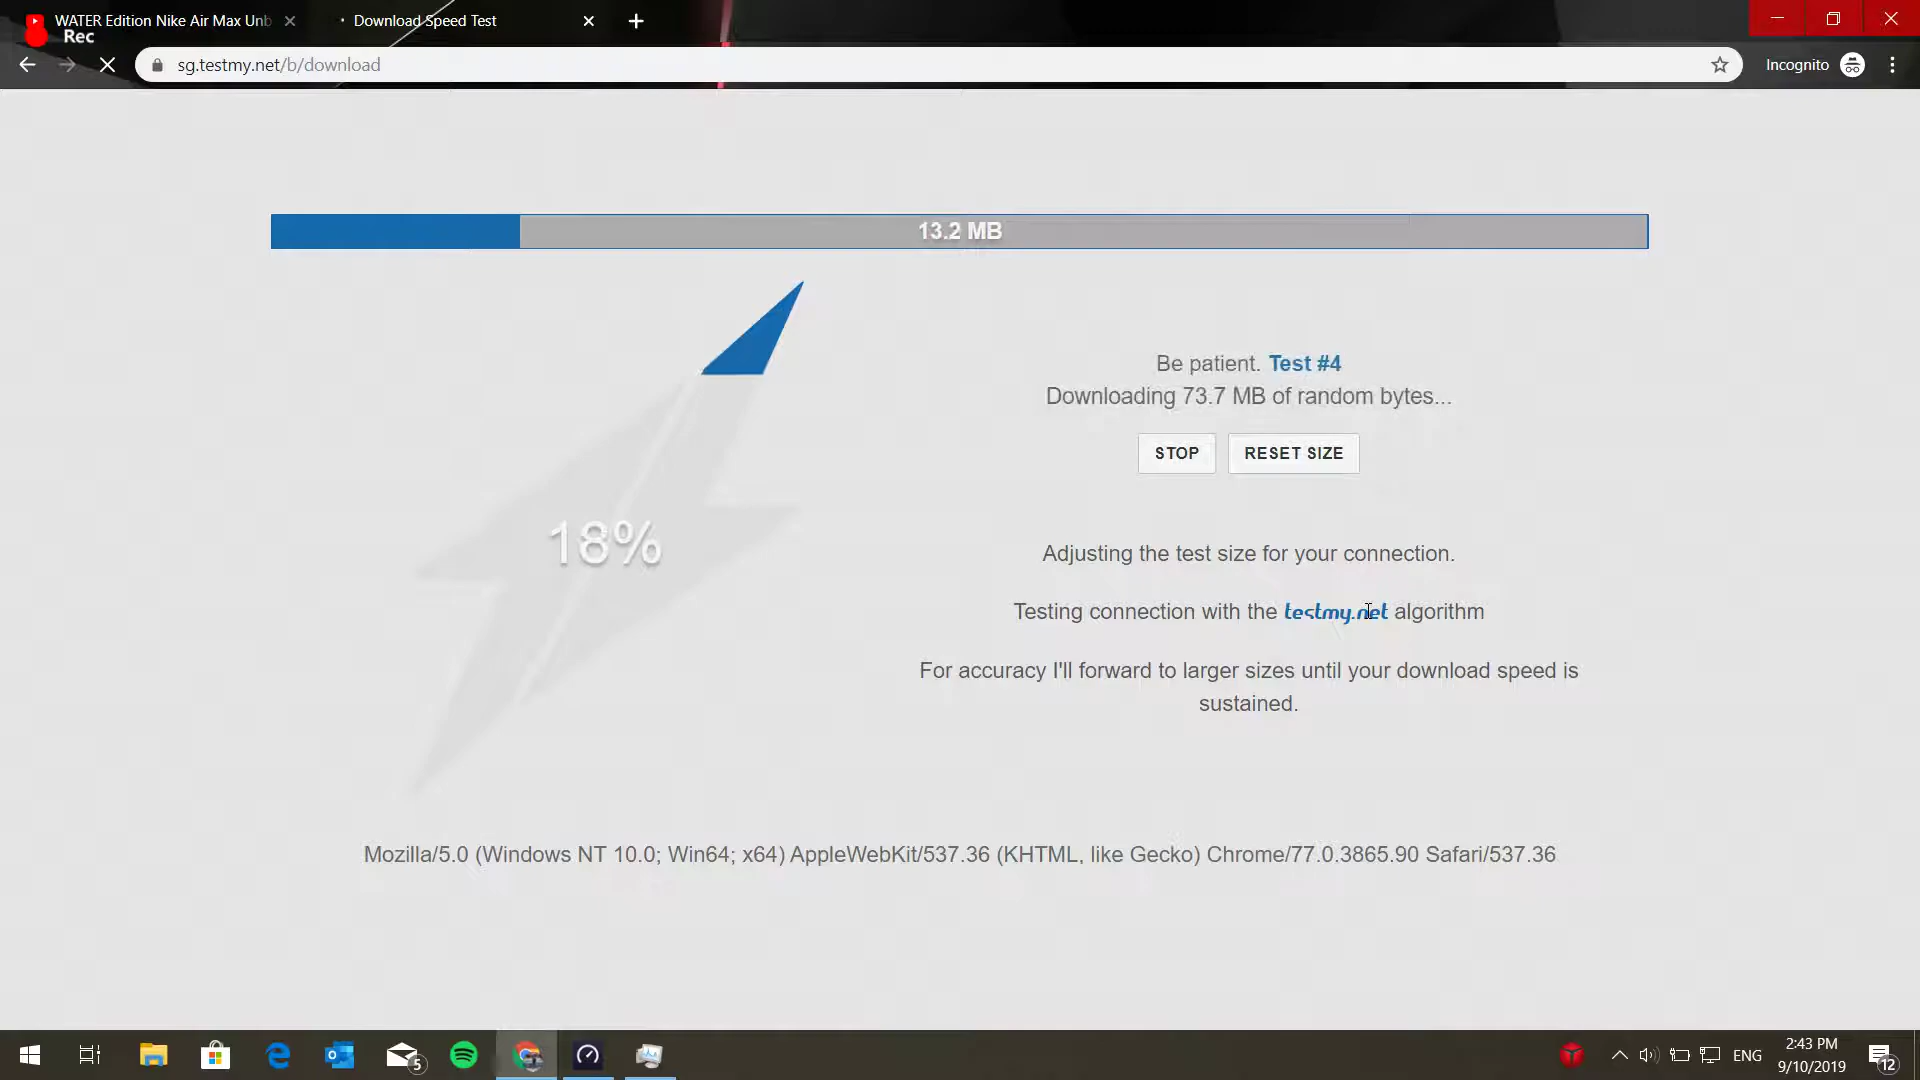 WATER Edition Nike Air Max Unb
Download Speed Test
Rec
sg.testmy.net/b/download
Incognito
13.2 MB
Be patient. Test #4
Downloading 73.7 MB of random bytes...
STOP
RESET SIZE
18%
Adjusting the test size for your connection.
Testing connection with the testmy.net algorithm
For accuracy I'll forward to larger sizes until your download speed is
sustained.
Mozilla/5.0 (Windows NT 10.0; Win64; x64) AppleWebKit/537.36 (KHTML, like Gecko) Chrome/77.0.3865.90 Safari/537.36
5
ENG
2:43 PM
9/10/2019
12